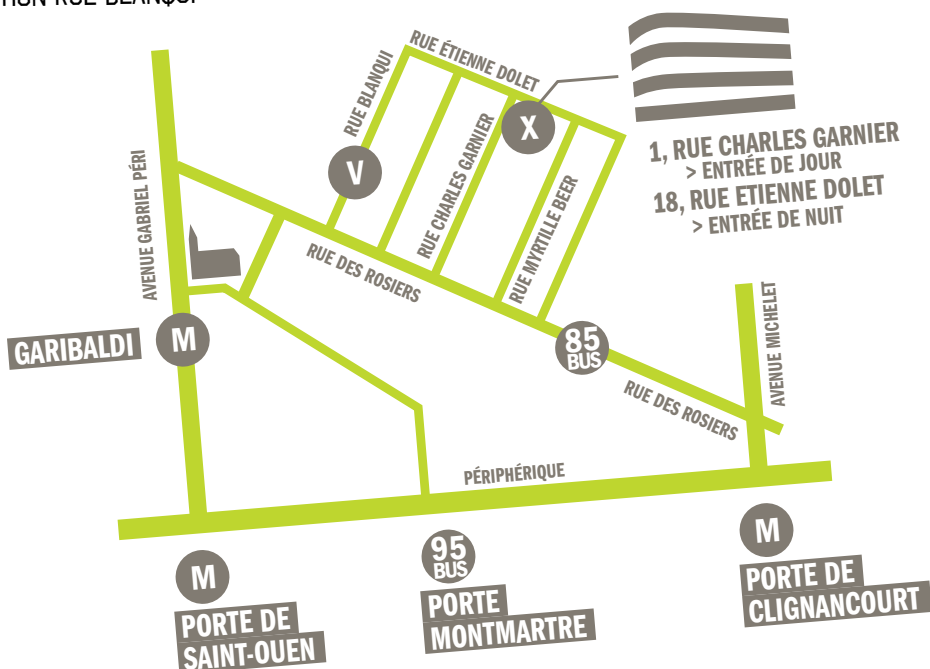 RUE ÉTIENNE DOLET
RUE BLANQUI
X
V
1, RUE CHARLES GARNIER
> ENTRÉE DE JOUR
18, RUE ETIENNE DOLET
> ENTRÉE DE NUIT
RUE CHARLES GARNIER
RUE MYRTILLE BEER
AVENUE GABRIEL PÉRI
RUE DES ROSIERS
GARIBALDI
M
85
BUS
AVENUE MICHELET
RUE DES ROSIERS
PÉRIPHÉRIQUE
M
PORTE DE
SAINT-OUEN
95
BUS
PORTE
MONTMARTRE
M
PORTE DE
CLIGNANCOURT